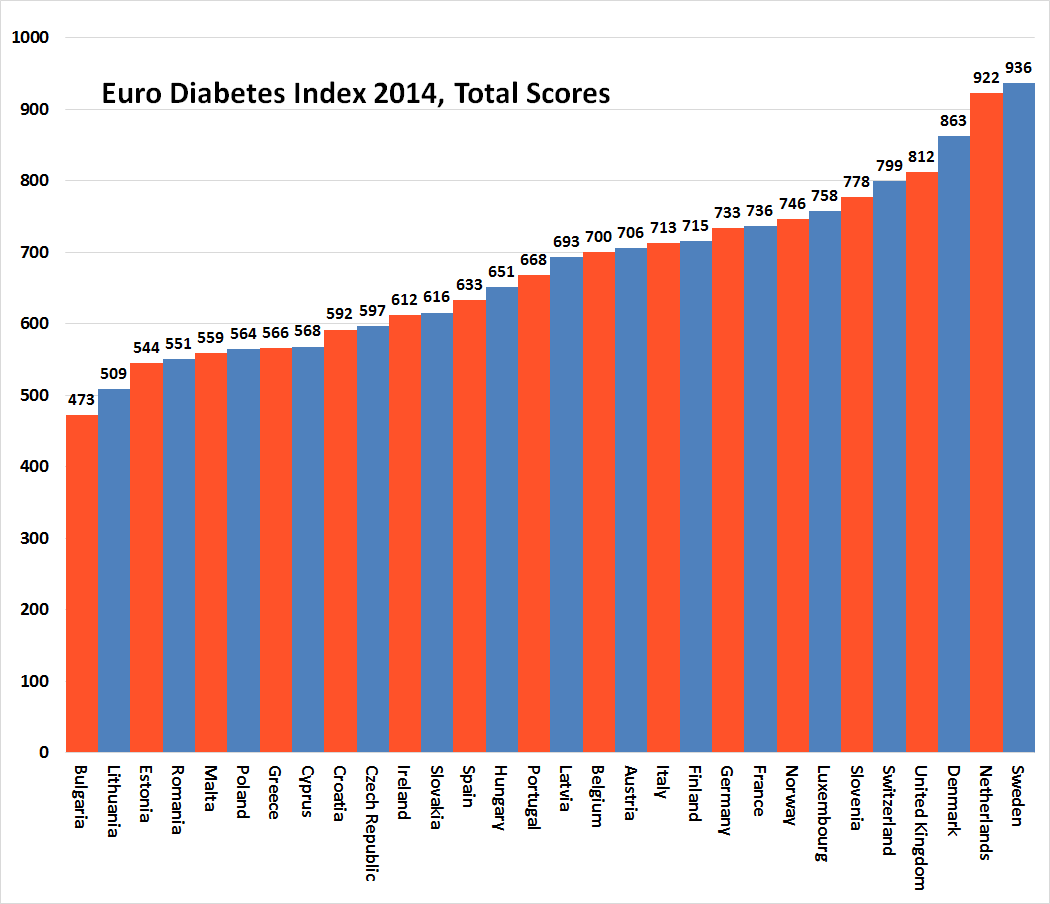 Euro Diabetes Index 2014, Total Scores
1000
900
800
700
600
500
400
300
200
100
0
473
509
544
551
559
564
566
568
592
597
612
616
633
651
668
693
700
706
713
715
733
736
746
758
778
799
812
863
922
936
Bulgaria
Lithuania
Estonia
Romania
Malta
Poland
Greece
Cyprus
Croatia
Czech Republic
Ireland
Slovakia
Spain
Hungary
Portugal
Latvia
Belgium
Austria
Italy
Finland
Germany
France
Norway
Luxembourg
Slovenia
Switzerland
United Kingdom
Denmark
Netherlands
Sweden